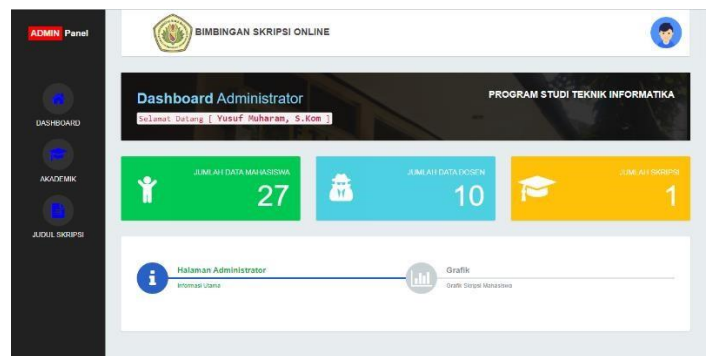 ADMIN Panel
BIMBINGAN SKRIPSI ONLINE
DASHBOARD
AKADEMIK
JUDUL SKRIPSI
Dashboard Administrator
PROGRAM STUDI TEKNIK INFORMATIKA
Selamat Datang [ Yusuf Muharam, S.Kom ]
JUMLAH DATA MAHASISWA
27
JUMLAH DATA DOSEN
10
JUMLAH SKRIPSI
1
Halaman Administrator
Informasi Utama
Grafik
Grafik Skripsi Mahasiswa